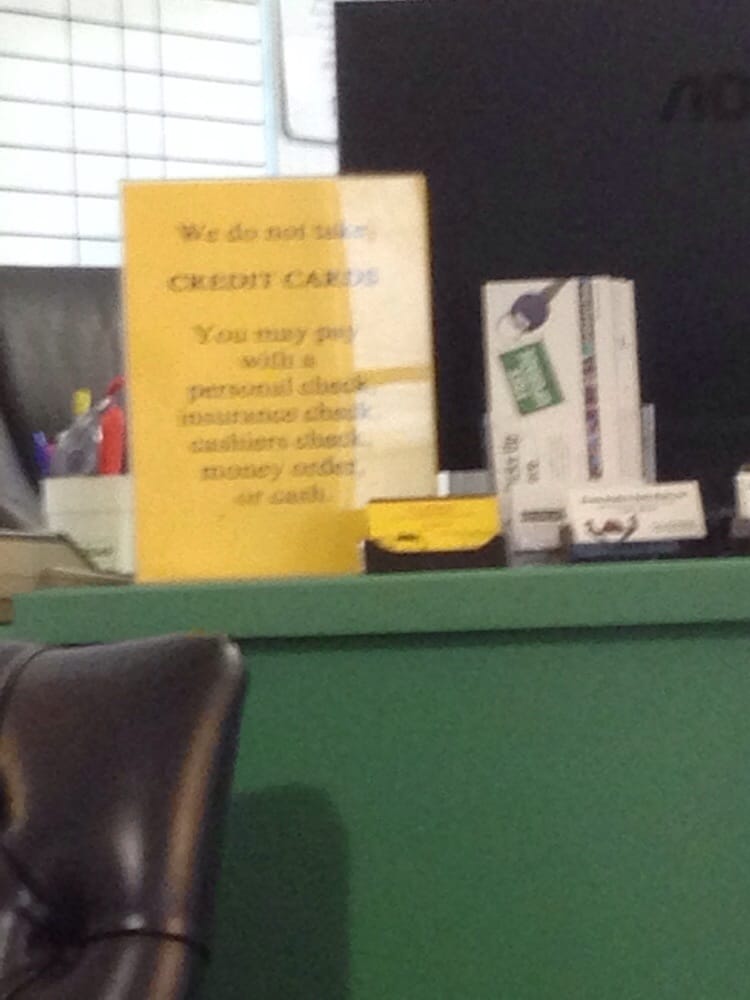 We do not take
CREDIT CARDS
You may pay
with a
personal check,
insurance check,
cashiers check,
money order,
or cash.